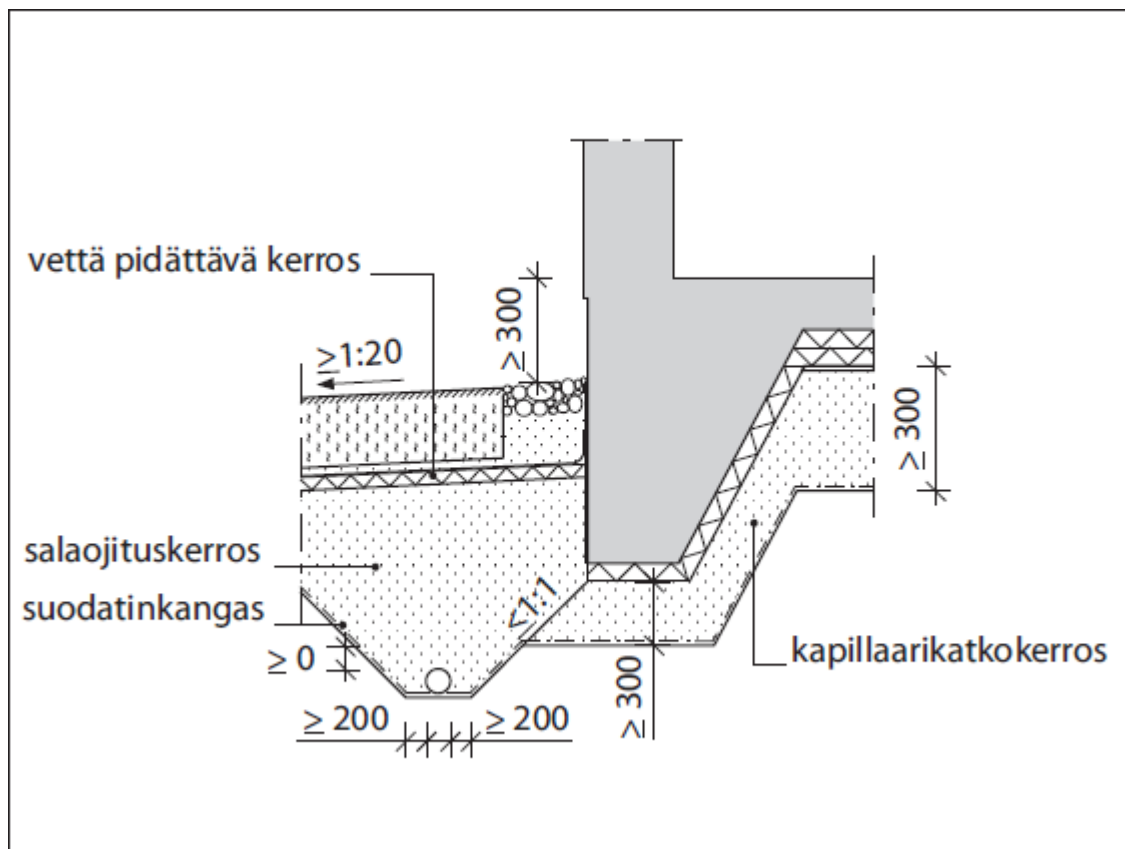 vettä pidättävä kerros
≥ 300
≥1:20
≥ 300
salaojituskerros
suodatinkangas
<1:1
≥ 0
kapillaarikatkokerros
≥ 300
≥ 200
≥ 200